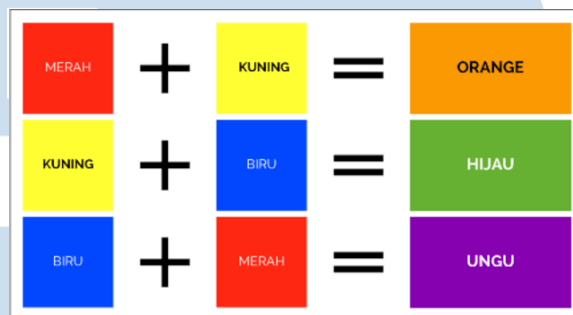 MERAH + KUNING = ORANGE
KUNING + BIRU = HIJAU
BIRU + MERAH = UNGU